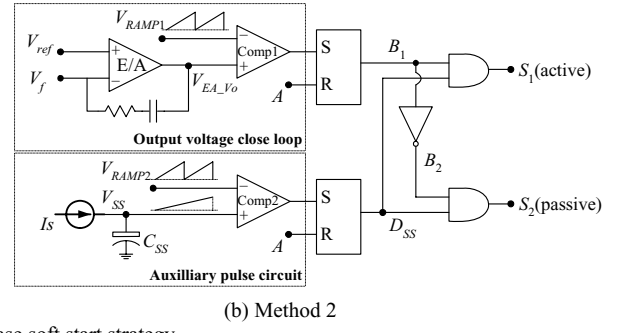 V_RAMP1
V_ref
V_f
+
−
E/A
−
+
Comp1
V_EA_Vo
A
S
R
B_1
S_1(active)
Output voltage close loop
B_2
V_RAMP2
V_SS
Is
C_SS
−
+
Comp2
A
S
R
D_SS
S_2(passive)
Auxilliary pulse circuit
(b) Method 2